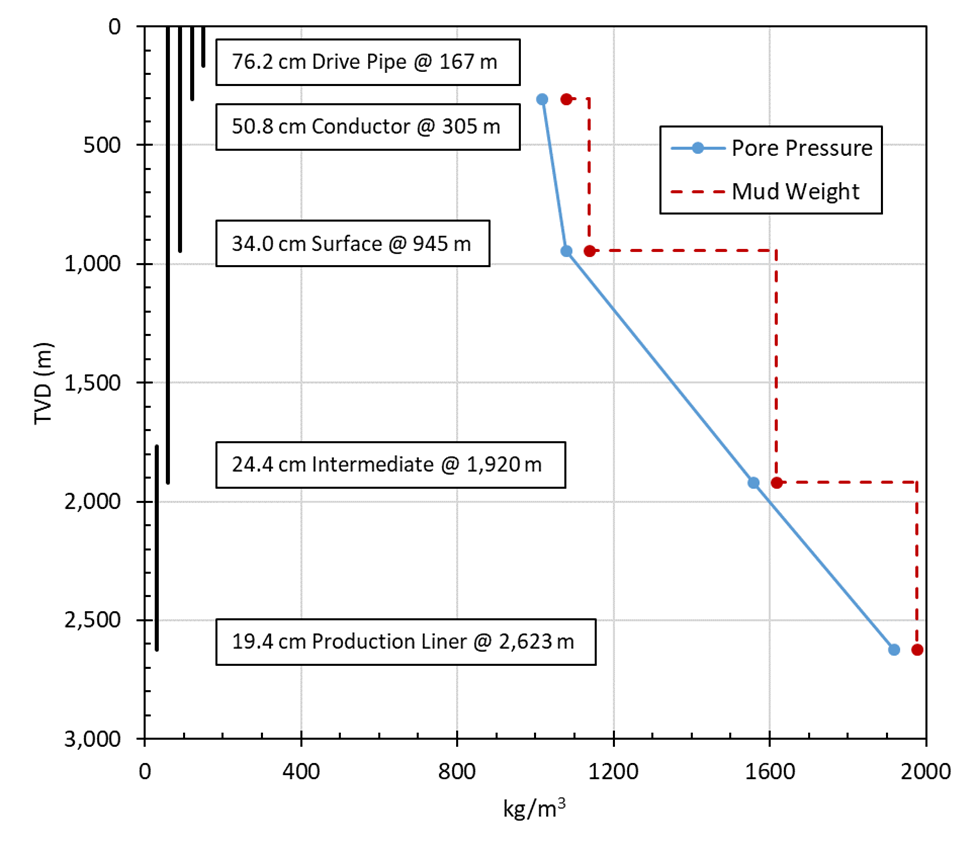 0
76.2 cm Drive Pipe @ 167 m
50.8 cm Conductor @ 305 m
500
Pore Pressure
Mud Weight
34.0 cm Surface @ 945 m
1,000
TVD (m)
1,500
24.4 cm Intermediate @ 1,920 m
2,000
2,500
19.4 cm Production Liner @ 2,623 m
3,000
0 400 800 1200 1600 2000
kg/m³